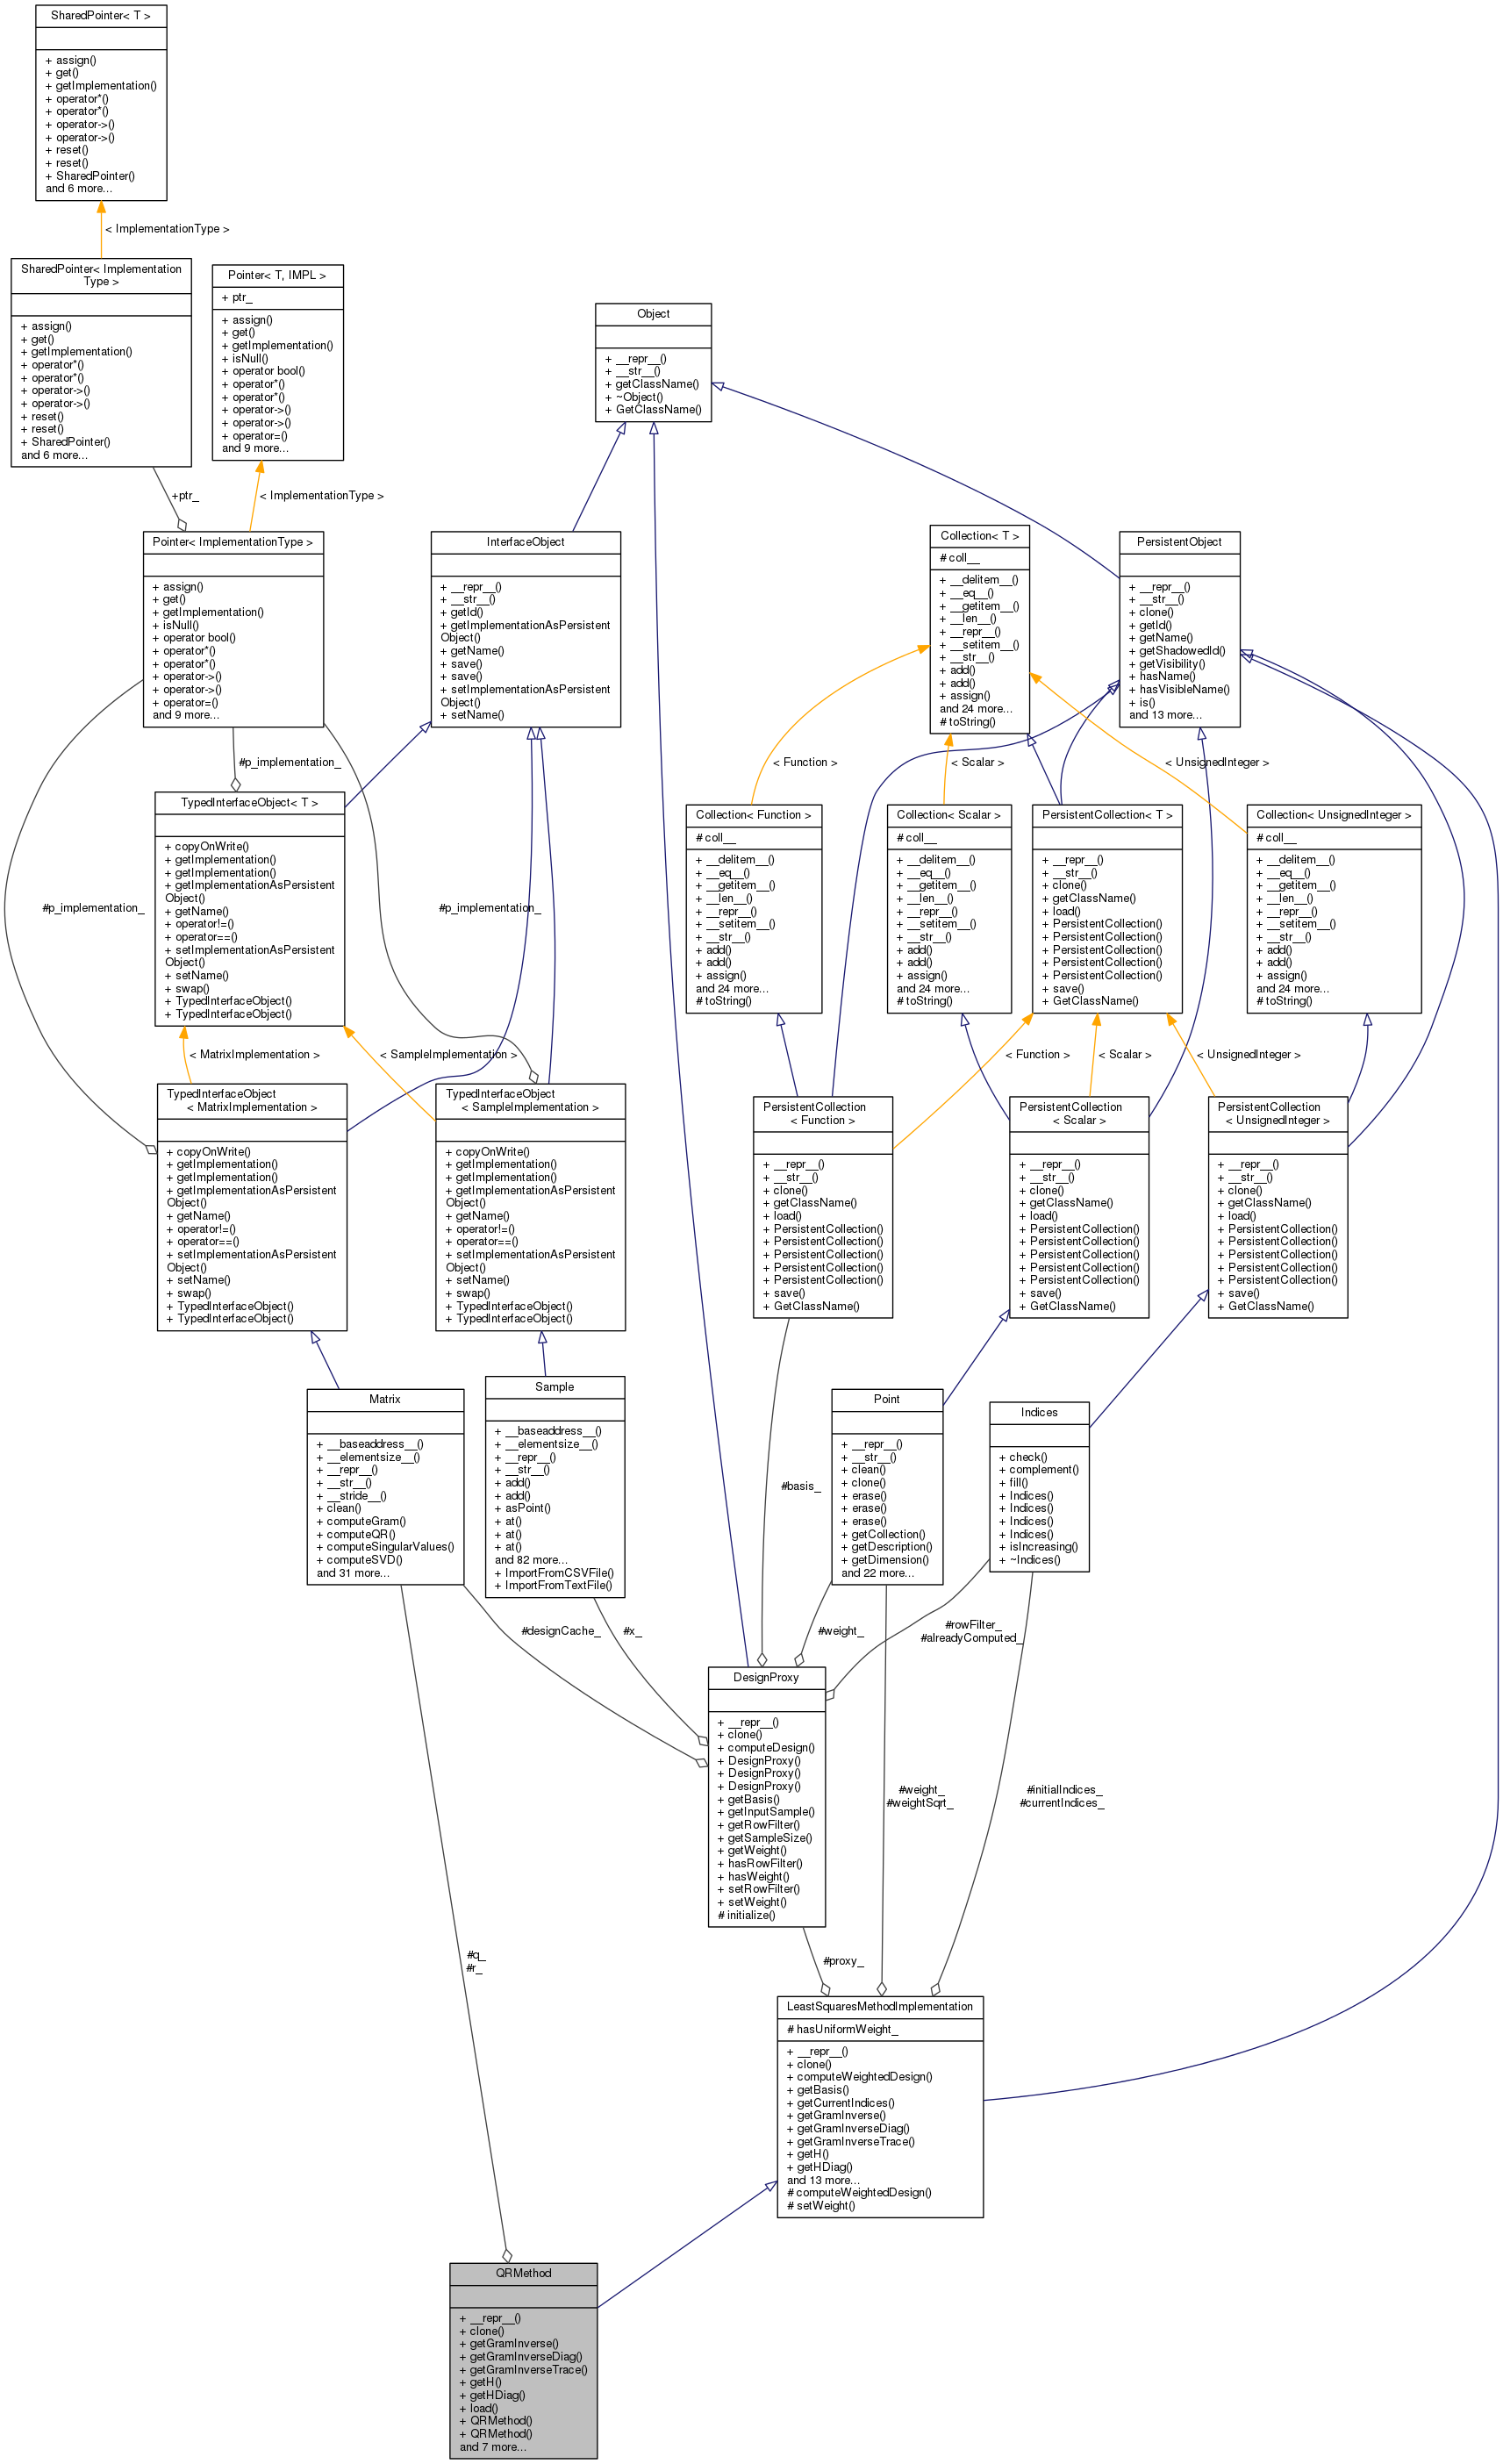 SharedPointer< T >
+ assign()
+ get()
+ getImplementation()
+ operator*()
+ operator*()
+ operator->()
+ operator->()
+ reset()
+ reset()
+ SharedPointer()
and 6 more...
< ImplementationType >
SharedPointer< Implementation
Type >
+ assign()
+ get()
+ getImplementation()
+ operator*()
+ operator*()
+ operator->()
+ operator->()
+ reset()
+ reset()
+ SharedPointer()
and 6 more...
Pointer< T, IMPL >
+ ptr_
+ assign()
+ get()
+ getImplementation()
+ isNull()
+ operator bool()
+ operator*()
+ operator*()
+ operator->()
+ operator->()
+ operator=()
and 9 more...
Object
+ __repr__()
+ __str__()
+ getClassName()
+ ~Object()
+ GetClassName()
+ptr_
< ImplementationType >
Pointer< ImplementationType >
+ assign()
+ get()
+ getImplementation()
+ isNull()
+ operator bool()
+ operator*()
+ operator*()
+ operator->()
+ operator->()
+ operator=()
and 9 more...
InterfaceObject
+ __repr__()
+ __str__()
+ getId()
+ getImplementationAsPersistent
Object()
+ getName()
+ save()
+ save()
+ setImplementationAsPersistent
Object()
+ setName()
Collection< T >
# coll__
+ __delitem__()
+ __eq__()
+ __getitem__()
+ __len__()
+ __repr__()
+ __setitem__()
+ __str__()
+ add()
+ add()
+ assign()
and 24 more...
# toString()
PersistentObject
+ __repr__()
+ __str__()
+ clone()
+ getId()
+ getName()
+ getShadowedId()
+ getVisibility()
+ hasName()
+ hasVisibleName()
+ is()
and 13 more...
#p_implementation_
< Function >
< Scalar >
< UnsignedInteger >
TypedInterfaceObject< T >
+ copyOnWrite()
+ getImplementation()
+ getImplementation()
+ getImplementationAsPersistent
Object()
+ getName()
+ operator!=()
+ operator==()
+ setImplementationAsPersistent
Object()
+ setName()
+ swap()
+ TypedInterfaceObject()
+ TypedInterfaceObject()
Collection< Function >
# coll__
+ __delitem__()
+ __eq__()
+ __getitem__()
+ __len__()
+ __repr__()
+ __setitem__()
+ __str__()
+ add()
+ add()
+ assign()
and 24 more...
# toString()
Collection< Scalar >
# coll__
+ __delitem__()
+ __eq__()
+ __getitem__()
+ __len__()
+ __repr__()
+ __setitem__()
+ __str__()
+ add()
+ add()
+ assign()
and 24 more...
# toString()
PersistentCollection< T >
+ __repr__()
+ __str__()
+ clone()
+ getClassName()
+ load()
+ PersistentCollection()
+ PersistentCollection()
+ PersistentCollection()
+ PersistentCollection()
+ PersistentCollection()
+ save()
+ GetClassName()
Collection< UnsignedInteger >
# coll__
+ __delitem__()
+ __eq__()
+ __getitem__()
+ __len__()
+ __repr__()
+ __setitem__()
+ __str__()
+ add()
+ add()
+ assign()
and 24 more...
# toString()
#p_implementation_
#p_implementation_
< MatrixImplementation >
< SampleImplementation >
< Function >
< Scalar >
< UnsignedInteger >
TypedInterfaceObject
< MatrixImplementation >
+ copyOnWrite()
+ getImplementation()
+ getImplementation()
+ getImplementationAsPersistent
Object()
+ getName()
+ operator!=()
+ operator==()
+ setImplementationAsPersistent
Object()
+ setName()
+ swap()
+ TypedInterfaceObject()
+ TypedInterfaceObject()
TypedInterfaceObject
< SampleImplementation >
+ copyOnWrite()
+ getImplementation()
+ getImplementation()
+ getImplementationAsPersistent
Object()
+ getName()
+ operator!=()
+ operator==()
+ setImplementationAsPersistent
Object()
+ setName()
+ swap()
+ TypedInterfaceObject()
+ TypedInterfaceObject()
PersistentCollection
< Function >
+ __repr__()
+ __str__()
+ clone()
+ getClassName()
+ load()
+ PersistentCollection()
+ PersistentCollection()
+ PersistentCollection()
+ PersistentCollection()
+ PersistentCollection()
+ save()
+ GetClassName()
PersistentCollection
< Scalar >
+ __repr__()
+ __str__()
+ clone()
+ getClassName()
+ load()
+ PersistentCollection()
+ PersistentCollection()
+ PersistentCollection()
+ PersistentCollection()
+ PersistentCollection()
+ save()
+ GetClassName()
PersistentCollection
< UnsignedInteger >
+ __repr__()
+ __str__()
+ clone()
+ getClassName()
+ load()
+ PersistentCollection()
+ PersistentCollection()
+ PersistentCollection()
+ PersistentCollection()
+ PersistentCollection()
+ save()
+ GetClassName()
Matrix
+ __baseaddress__()
+ __elementsize__()
+ __repr__()
+ __str__()
+ __stride__()
+ clean()
+ computeGram()
+ computeQR()
+ computeSingularValues()
+ computeSVD()
and 31 more...
Sample
+ __baseaddress__()
+ __elementsize__()
+ __repr__()
+ __str__()
+ add()
+ add()
+ asPoint()
+ at()
+ at()
+ at()
and 82 more...
+ ImportFromCSVFile()
+ ImportFromTextFile()
#basis_
Point
+ __repr__()
+ __str__()
+ clean()
+ clone()
+ erase()
+ erase()
+ erase()
+ getCollection()
+ getDescription()
+ getDimension()
and 22 more...
Indices
+ check()
+ complement()
+ fill()
+ Indices()
+ Indices()
+ Indices()
+ Indices()
+ isIncreasing()
+ ~Indices()
#designCache_
#x_
#weight_
#rowFilter_
#alreadyComputed_
DesignProxy
+ __repr__()
+ clone()
+ computeDesign()
+ DesignProxy()
+ DesignProxy()
+ DesignProxy()
+ getBasis()
+ getInputSample()
+ getRowFilter()
+ getSampleSize()
+ getWeight()
+ hasRowFilter()
+ hasWeight()
+ setRowFilter()
+ setWeight()
# initialize()
#weight_
#weightSqrt_
#initialIndices_
#currentIndices_
#q_
#r_
#proxy_
LeastSquaresMethodImplementation
# hasUniformWeight_
+ __repr__()
+ clone()
+ computeWeightedDesign()
+ getBasis()
+ getCurrentIndices()
+ getGramInverse()
+ getGramInverseDiag()
+ getGramInverseTrace()
+ getH()
+ getHDiag()
and 13 more...
# computeWeightedDesign()
# setWeight()
QRMethod
+ __repr__()
+ clone()
+ getGramInverse()
+ getGramInverseDiag()
+ getGramInverseTrace()
+ getH()
+ getHDiag()
+ load()
+ QRMethod()
+ QRMethod()
and 7 more...